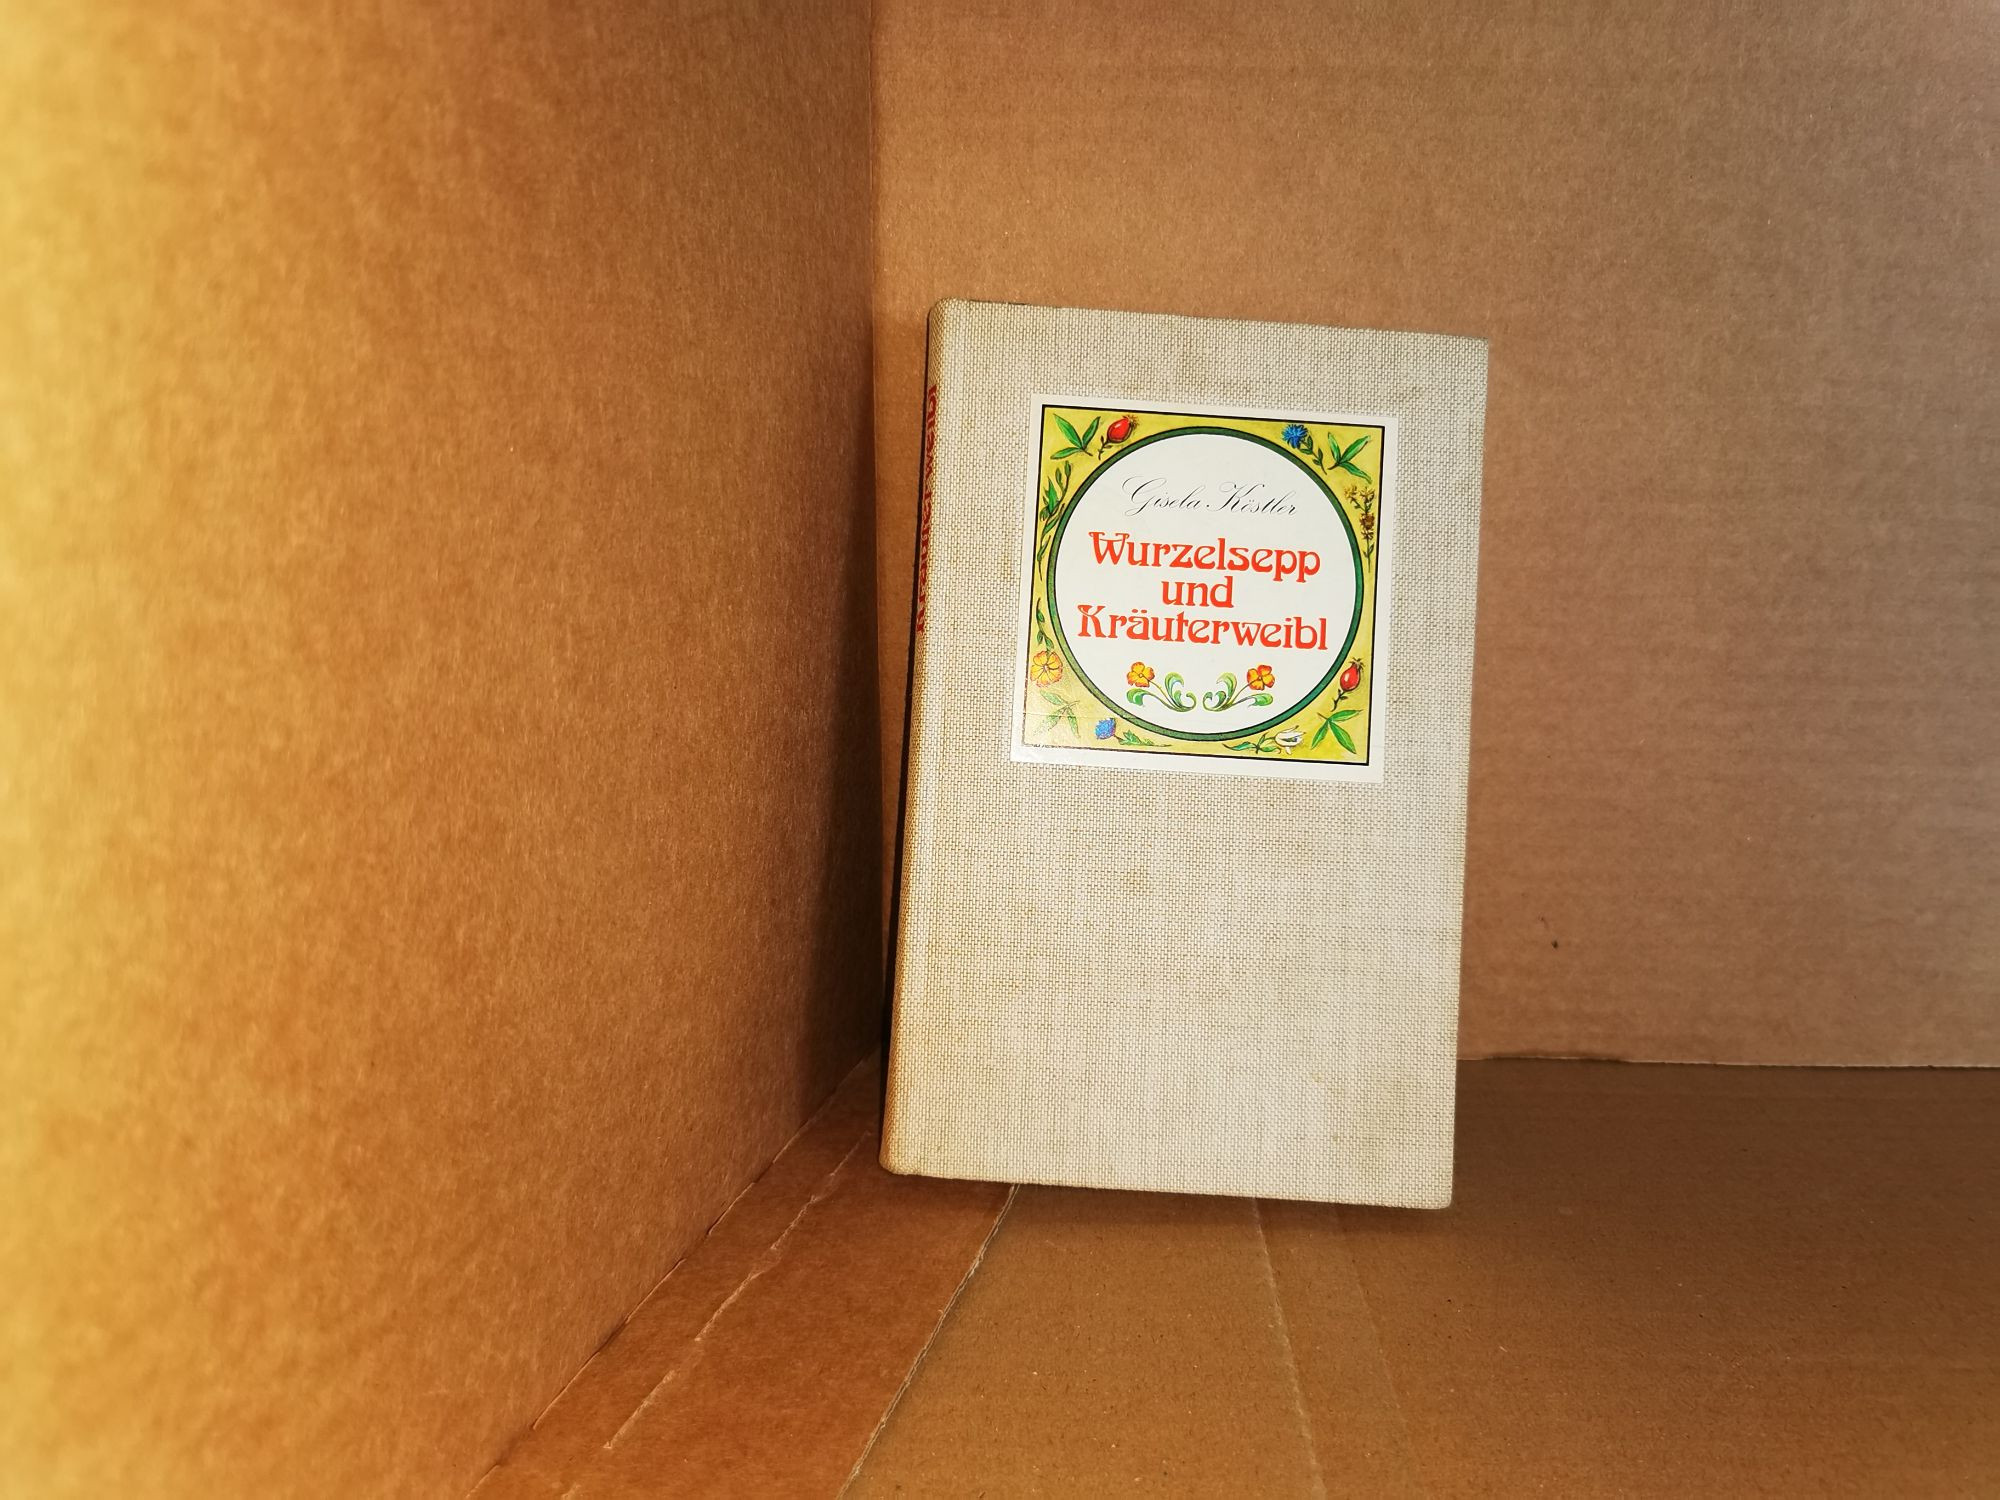 Gisela Köstler
Wurzelsepp
und
Kräuterweibl